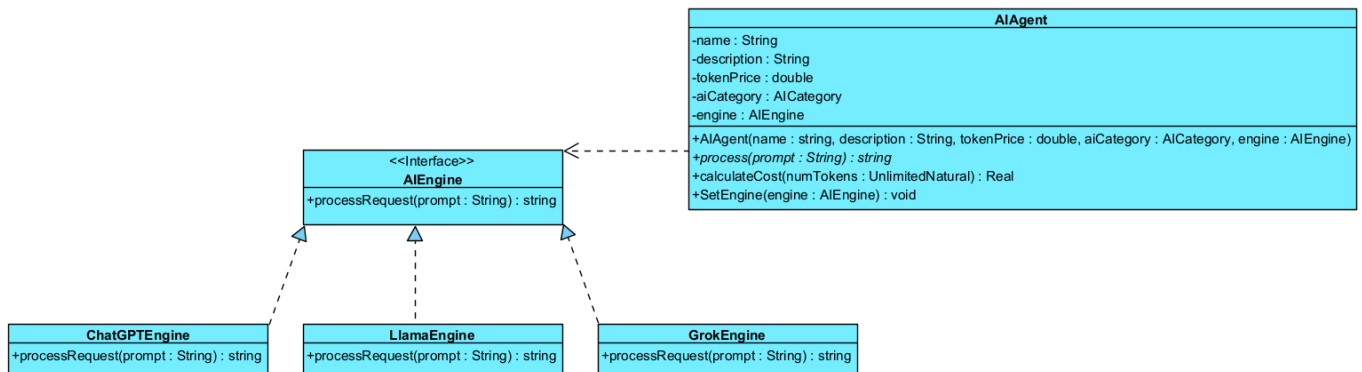 AIAgent
-name : String
-description : String
-tokenPrice : double
-aiCategory : AICategory
-engine : AIEngine
+AIAgent(name : string, description : String, tokenPrice : double, aiCategory : AICategory, engine : AIEngine)
+process(prompt : String) : string
+calculateCost(numTokens : UnlimitedNatural) : Real
+SetEngine(engine : AIEngine) : void
<<Interface>>
AIEngine
+processRequest(prompt : String) : string
ChatGPTEngine
+processRequest(prompt : String) : string
LlamaEngine
+processRequest(prompt : String) : string
GrokEngine
+processRequest(prompt : String) : string